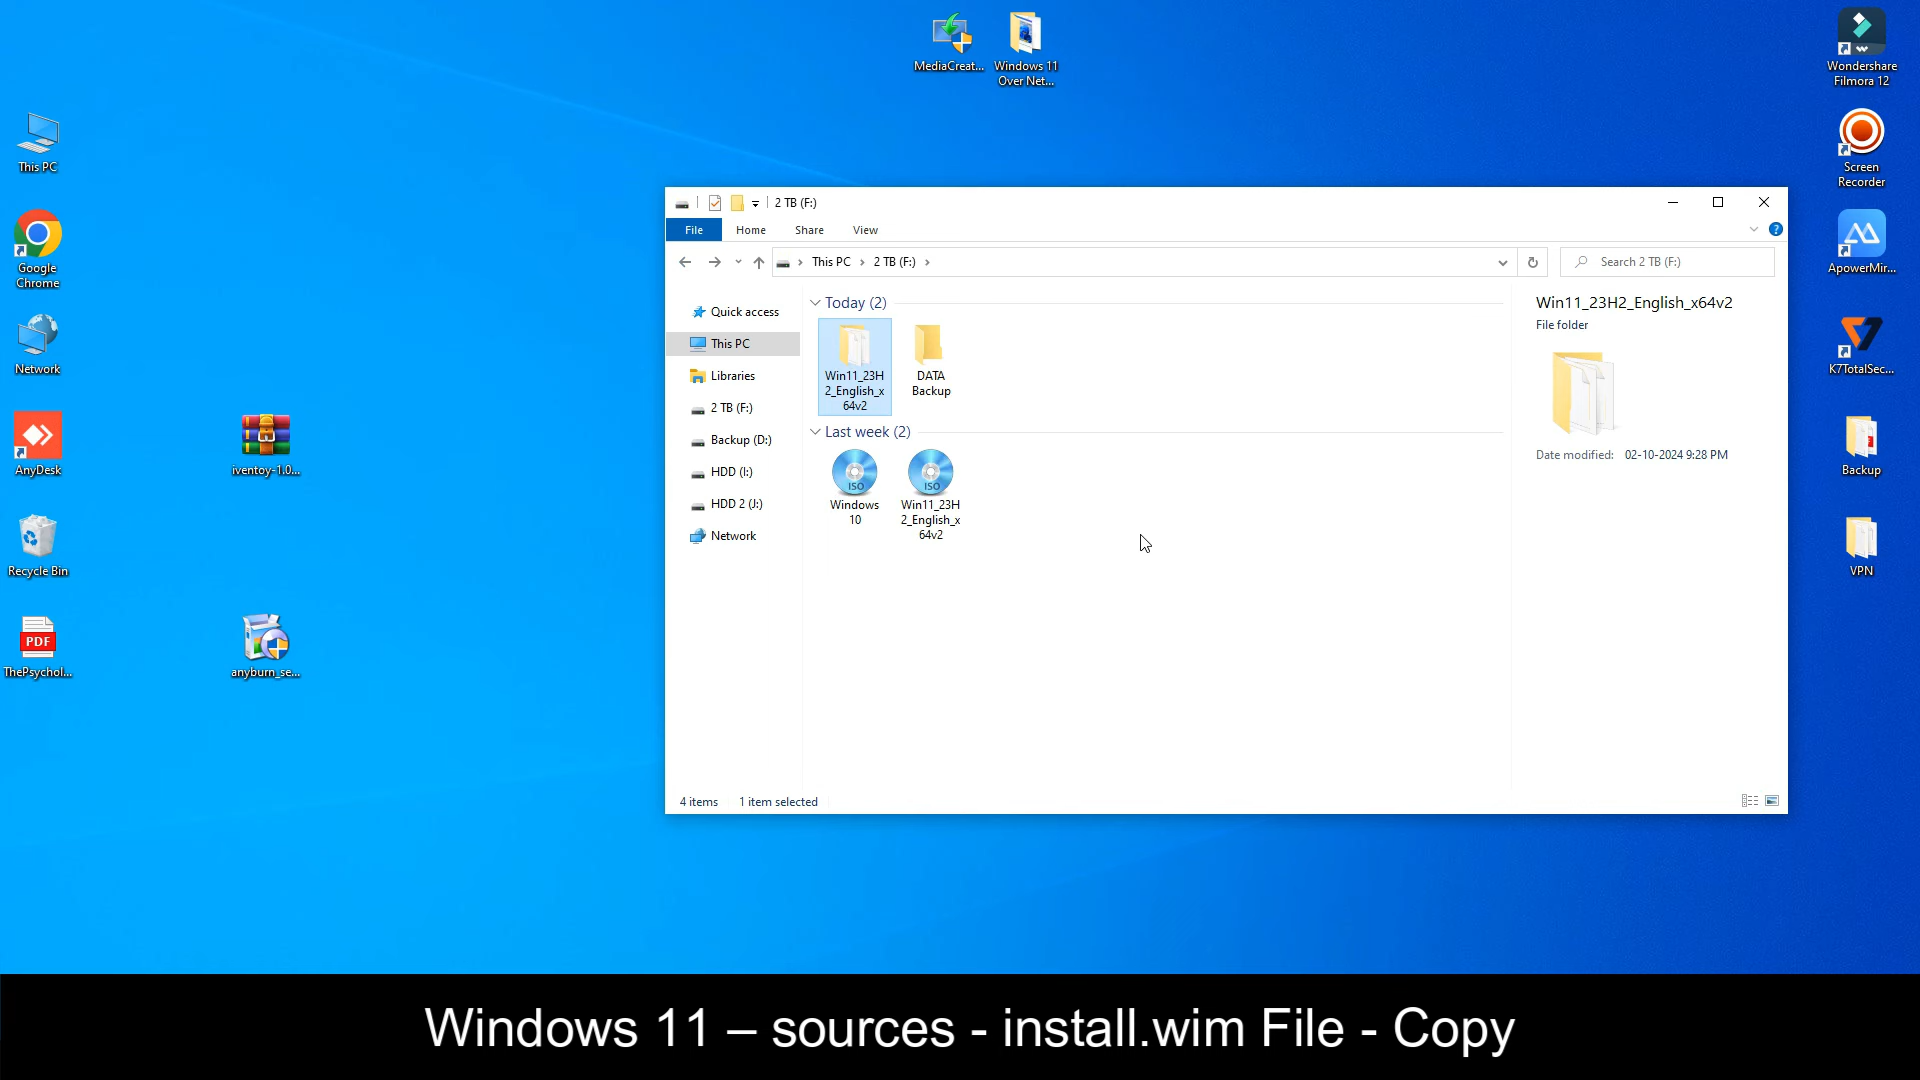 MediaCreat...
Windows 11
Over Net...
Wondershare
Filmora 12
This PC
Screen
Recorder
Google
Chrome
ApowerMir...
Network
K7TotalSec...
AnyDesk
iventoy-1.0...
Backup
Recycle Bin
VPN
PDF
ThePsychol...
anyburn_se...
2 TB (F:)
File
Home
Share
View
This PC
2 TB (F:)
Search 2 TB (F:)
Quick access
This PC
Libraries
2 TB (F:)
Backup (D:)
HDD (I:)
HDD 2 (J:)
Network
Today (2)
Win11_23H
2_English_x
64v2
DATA
Backup
Last week (2)
ISO
Windows
10
ISO
Win11_23H
2_English_x
64v2
Win11_23H2_English_x64v2
File folder
Date modified: 02-10-2024 9:28 PM
4 items
1 item selected
Windows 11 – sources - install.wim File - Copy